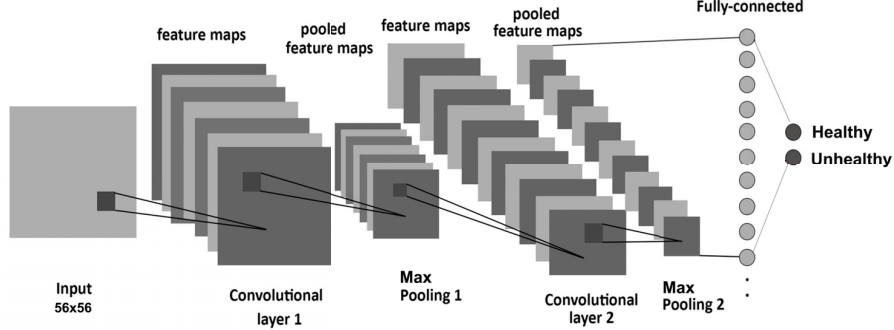 Fully-connected
pooled
feature maps
feature maps
pooled
feature maps
feature maps
Healthy
Unhealthy
Input
56x56
Convolutional
layer 1
Max
Pooling 1
Convolutional
layer 2
Max
Pooling 2